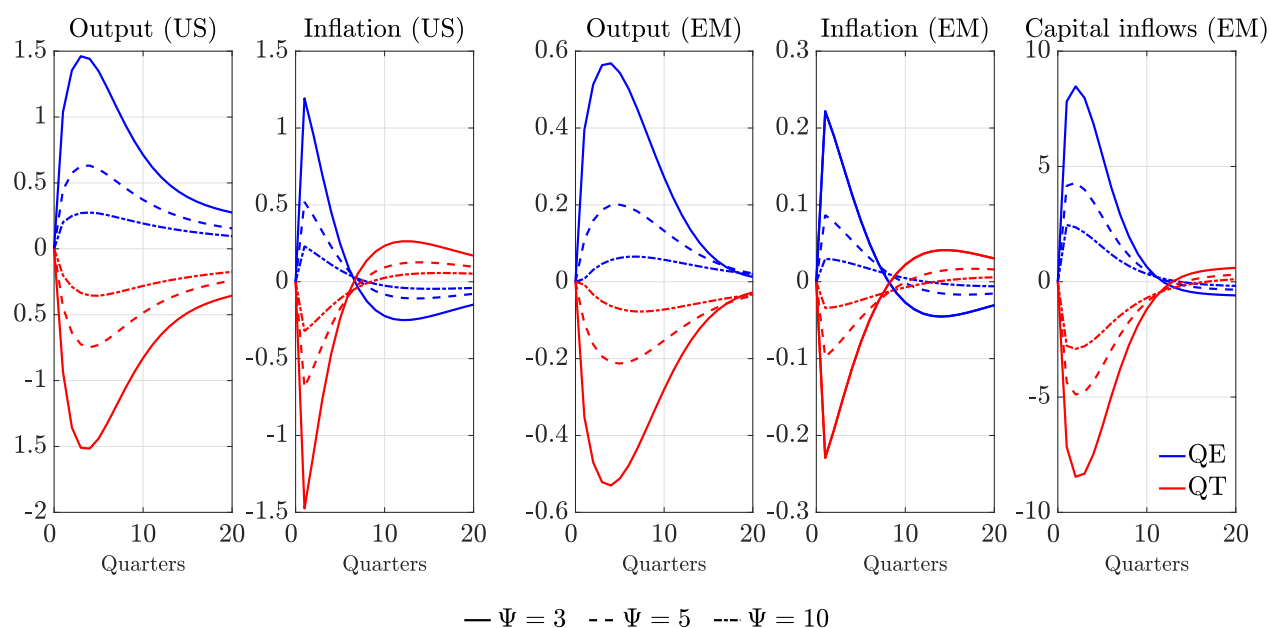 Output (US)
1.5
1
0.5
0
0.5
-1
1.5
-2
0 10 20
Quarters
Inflation (US)
1.5
1
0.5
0
-0.5
-1
-1.5
0 10 20
Quarters
Output (EM)
0.6
0.4
0.2
0
-0.2
-0.4
-0.6
0 10 20
Quarters
Inflation (EM)
0.3
0.2
0.1
0
-0.1
-0.2
-0.3
0 10 20
Quarters
Capital inflows (EM)
10
5
0
-5
-10
0 10 20
Quarters
QE
QT
Ψ = 3 Ψ = 5 Ψ = 10